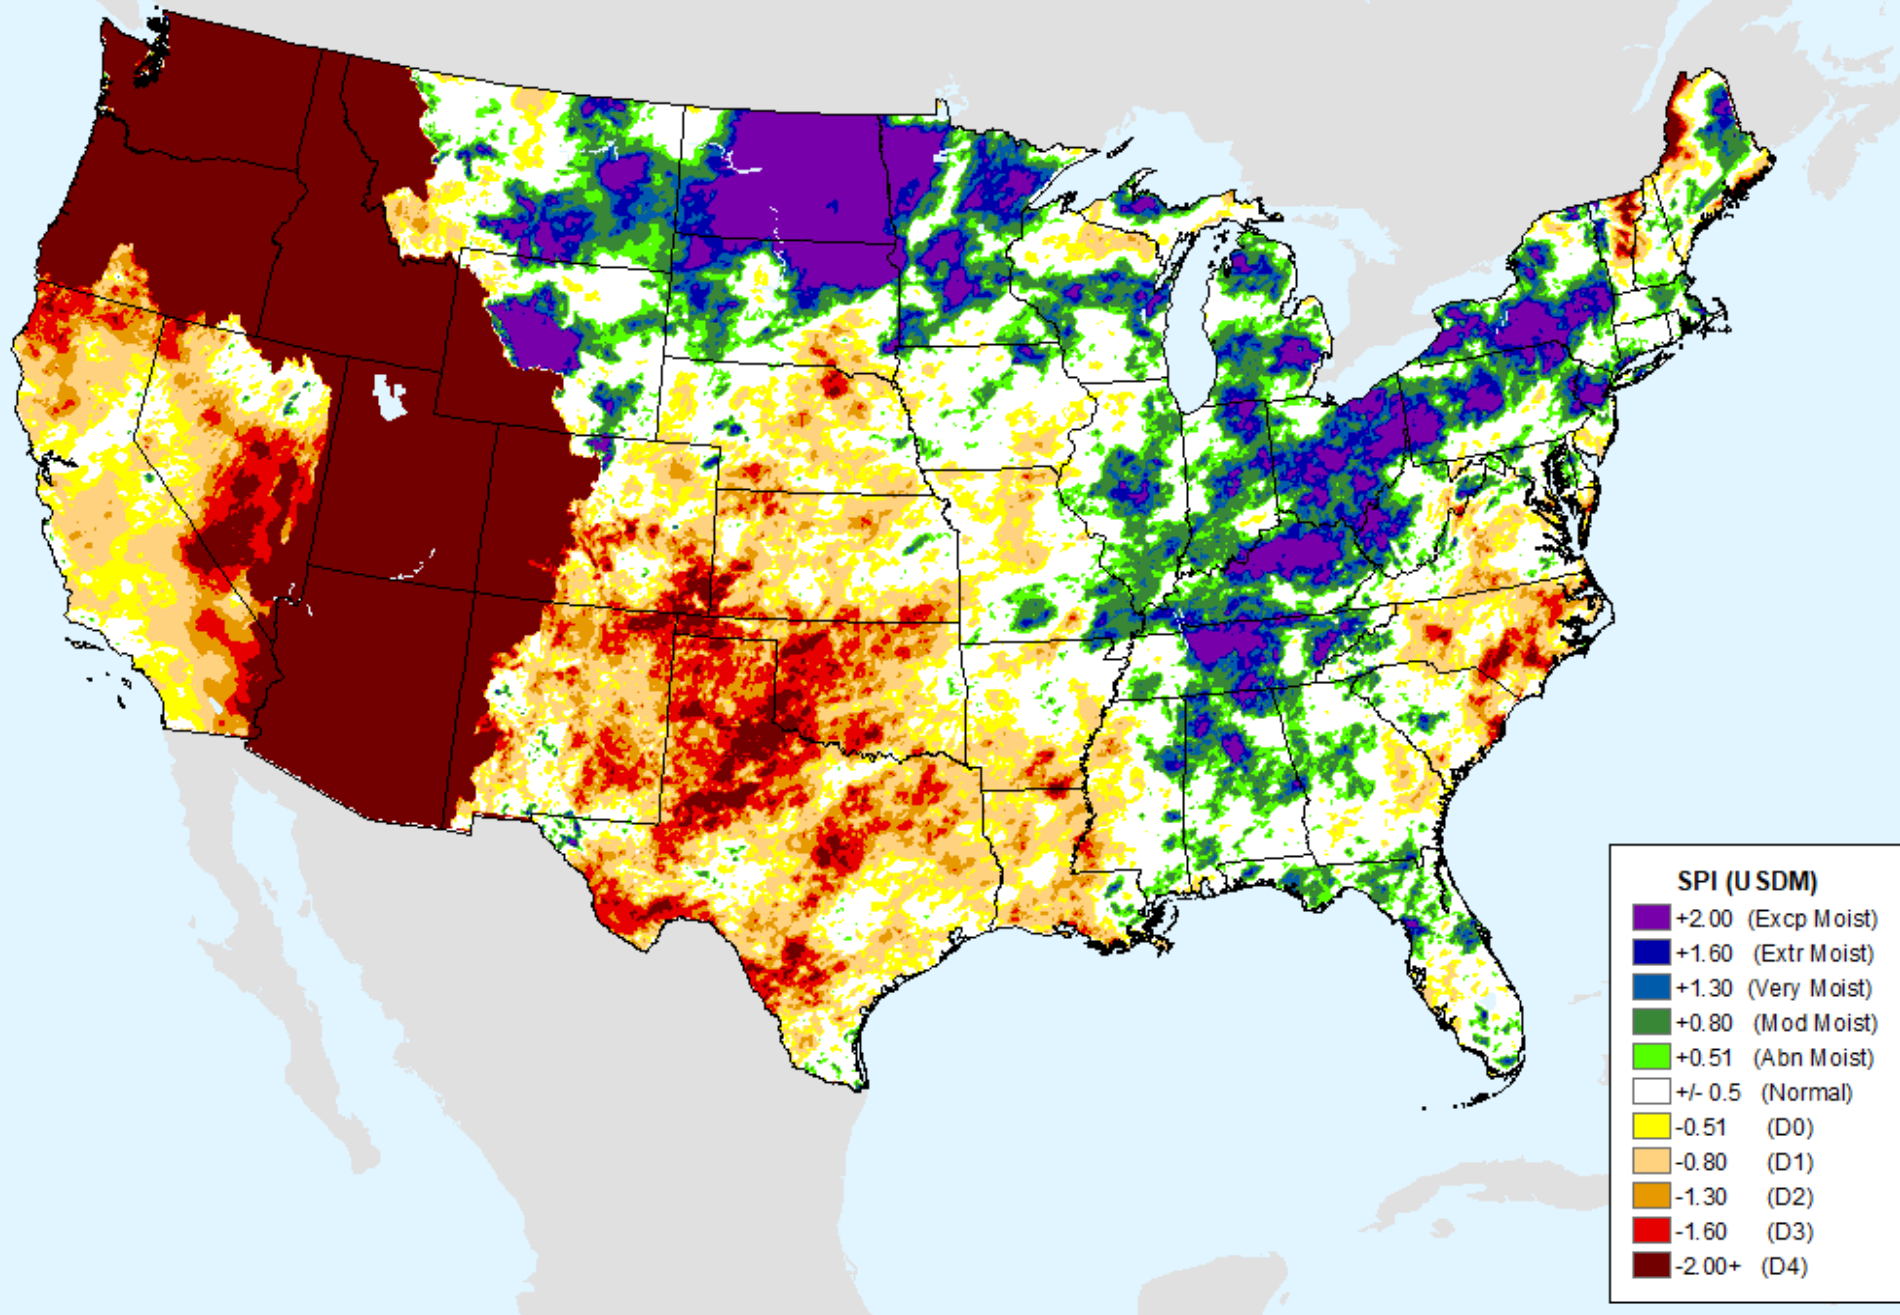 SPI (USDM)
+2.00 (Excp Moist)
+1.60 (Extr Moist)
+1.30 (Very Moist)
+0.80 (Mod Moist)
+0.51 (Abn Moist)
+/- 0.5 (Normal)
-0.51 (D0)
-0.80 (D1)
-1.30 (D2)
-1.60 (D3)
-2.00+ (D4)